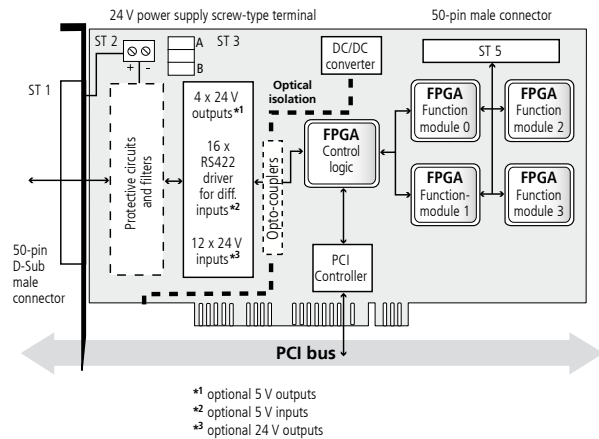 24 V power supply screw-type terminal
50-pin male connector
ST 2
+ -
A
B
ST 3
DC/DC
converter
ST 5
ST 1
Optical
isolation
4 x 24 V
outputs*1
16 x
RS422
driver
for diff.
inputs*2
12 x 24 V
inputs*3
Protective circuits
and filters
Opto-couplers
FPGA
Control
logic
FPGA
Function
module 0
FPGA
Function
module 2
FPGA
Function-
module 1
FPGA
Function
module 3
PCI
Controller
50-pin
D-Sub
male
connector
PCI bus
*1 optional 5 V outputs
*2 optional 5 V inputs
*3 optional 24 V outputs